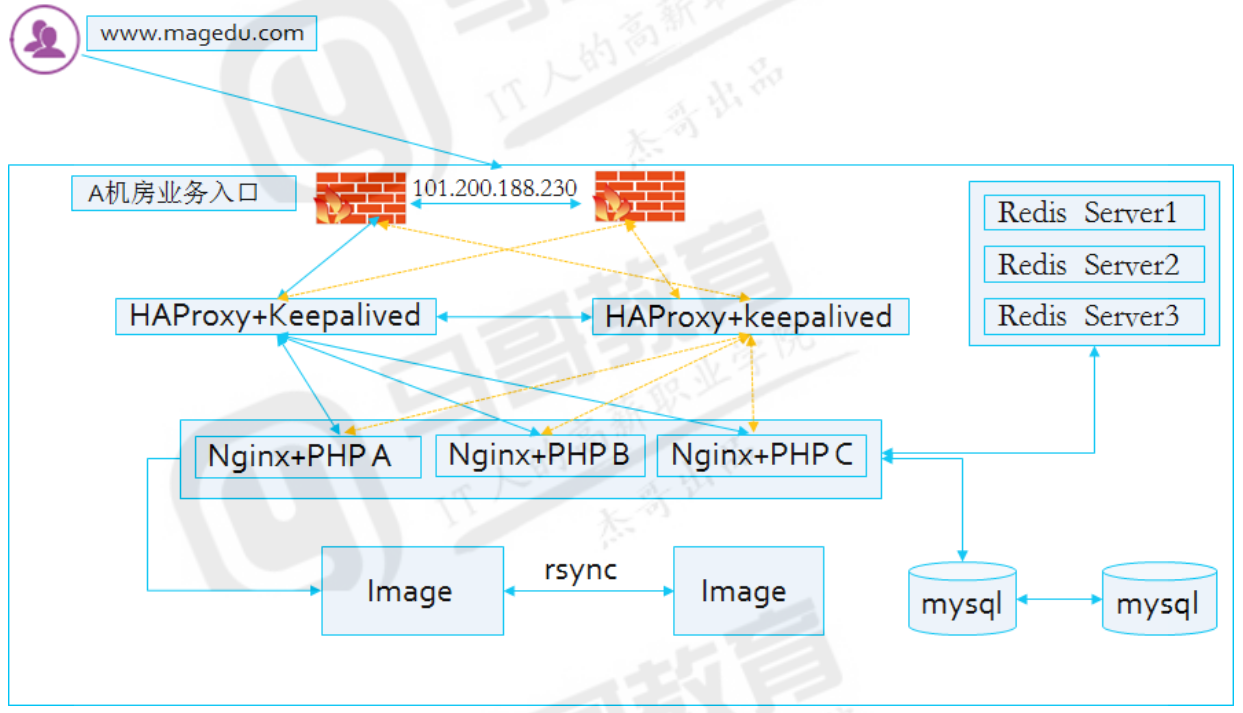 www.magedu.com
A机房业务入口
101.200.188.230
Redis Server1
Redis Server2
Redis Server3
HAProxy+Keepalived
HAProxy+keepalived
Nginx+PHP A
Nginx+PHP B
Nginx+PHP C
Image
rsync
Image
mysql
mysql
马哥教育
IT人的高新职业学院
杰哥出品